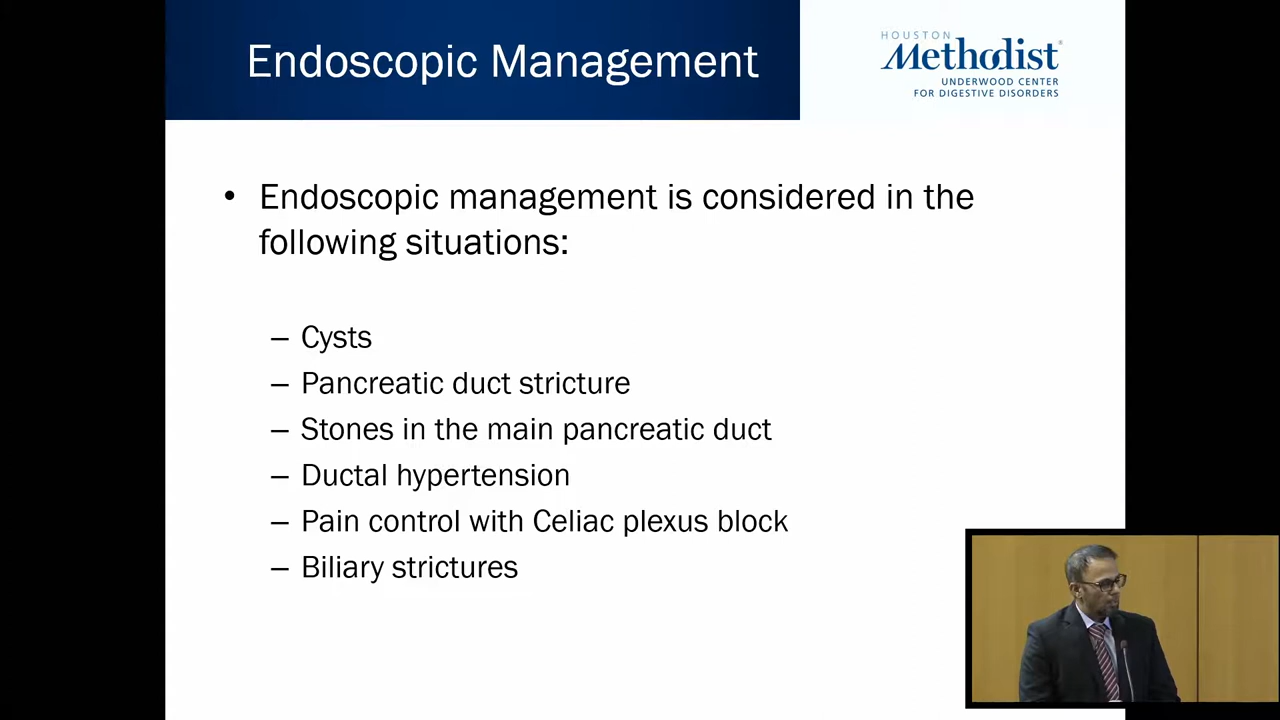 Endoscopic Management
HOUSTON
Methodist®
UNDERWOOD CENTER
FOR DIGESTIVE DISORDERS
• Endoscopic management is considered in the
following situations:
– Cysts
– Pancreatic duct stricture
– Stones in the main pancreatic duct
– Ductal hypertension
– Pain control with Celiac plexus block
– Biliary strictures